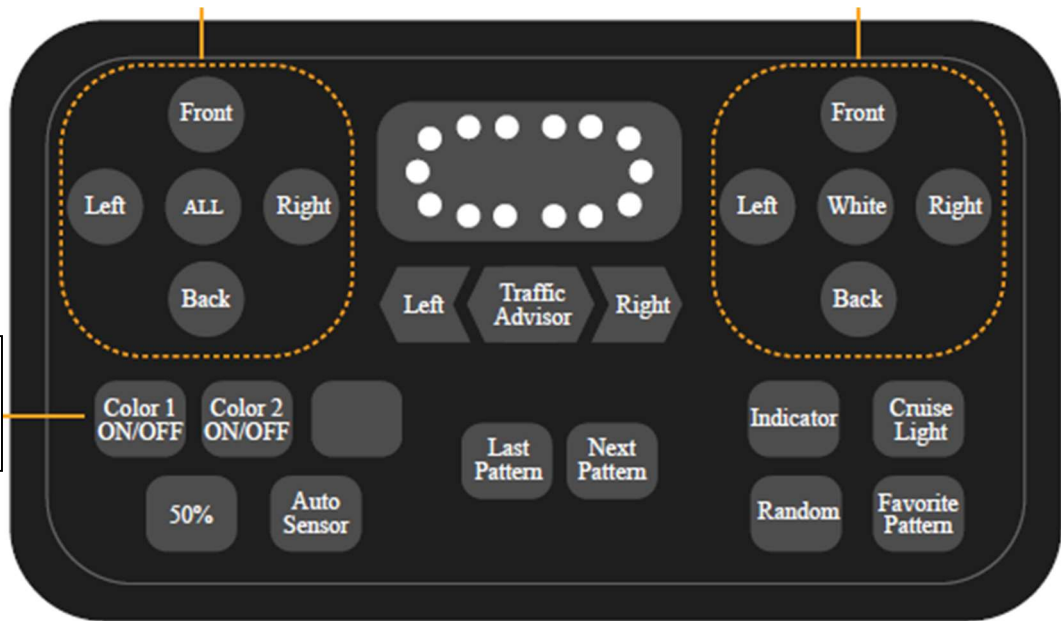 Front
Left
ALL
Right
Back
Left
Traffic
Advisor
Right
Front
Left
White
Right
Back
Color 1
ON/OFF
Color 2
ON/OFF
Last
Pattern
Next
Pattern
Indicator
Cruise
Light
50%
Auto
Sensor
Random
Favorite
Pattern